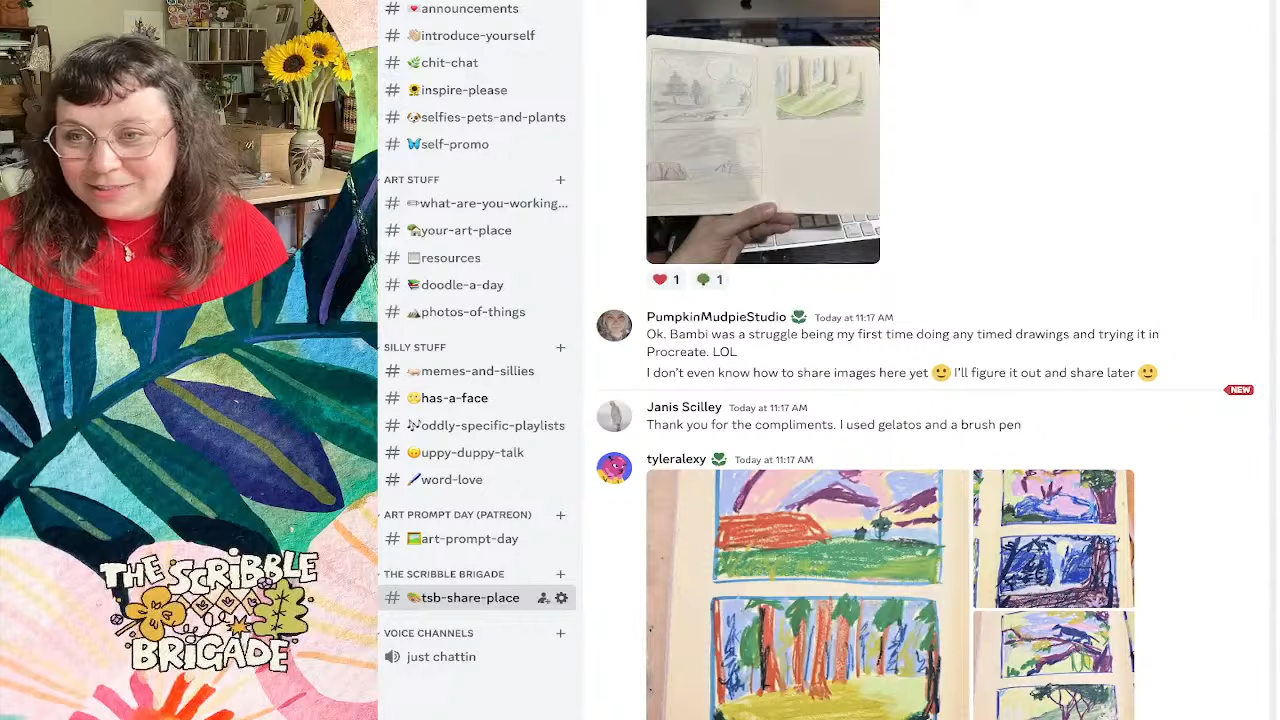 announcements
introduce-yourself
chit-chat
inspire-please
selfies-pets-and-plants
self-promo
ART STUFF
what-are-you-working...
your-art-place
resources
doodle-a-day
photos-of-things
SILLY STUFF
memes-and-sillies
has-a-face
oddly-specific-playlists
uppy-duppy-talk
word-love
ART PROMPT DAY (PATREON)
art-prompt-day
THE SCRIBBLE BRIGADE
tsb-share-place
VOICE CHANNELS
just chattin
THE SCRIBBLE
BRIGADE
1 1
PumpkinMudpieStudio Today at 11:17 AM
Ok. Bambi was a struggle being my first time doing any timed drawings and trying it in
Procreate. LOL
I don't even know how to share images here yet 🙂 I'll figure it out and share later 🙂
NEW
Janis Scilley Today at 11:17 AM
Thank you for the compliments. I used gelatos and a brush pen
tyleralexy Today at 11:17 AM